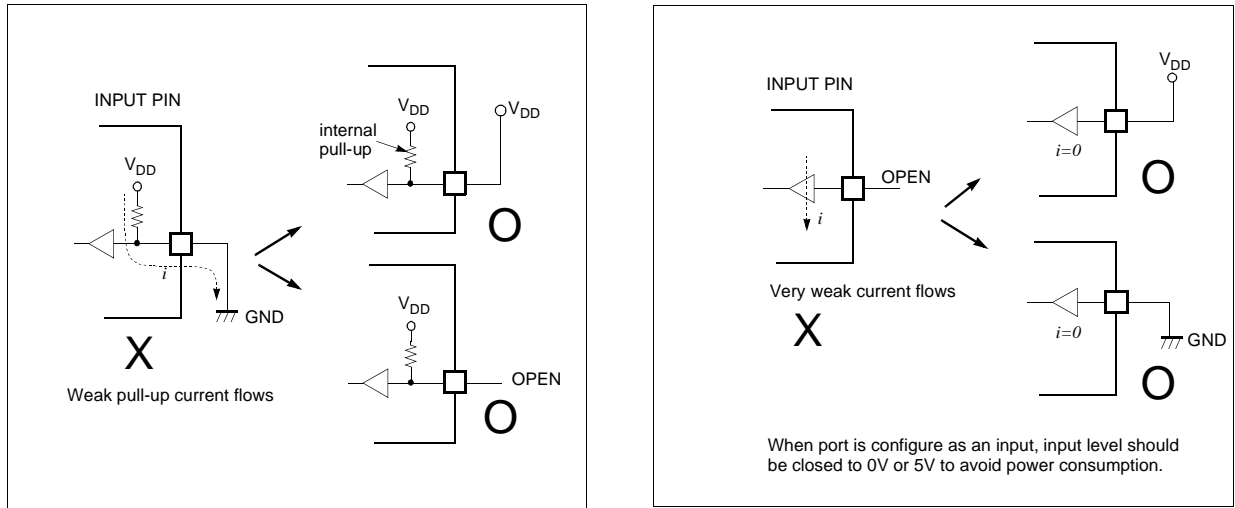 INPUT PIN
VDD
i
GND
X
Weak pull-up current flows
VDD
internal
pull-up
VDD
O
VDD
OPEN
O
INPUT PIN
OPEN
i
Very weak current flows
X
VDD
i=0
O
i=0
GND
O
When port is configure as an input, input level should
be closed to 0V or 5V to avoid power consumption.